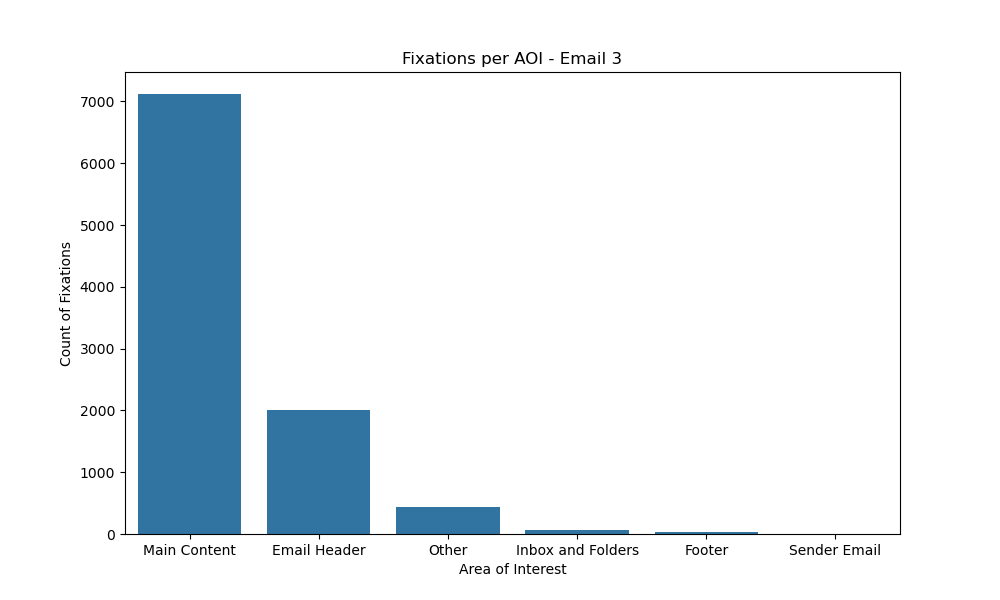 Fixations per AOI - Email 3
Count of Fixations
7000
6000
5000
4000
3000
2000
1000
0
Main Content
Email Header
Other
Inbox and Folders
Footer
Sender Email
Area of Interest